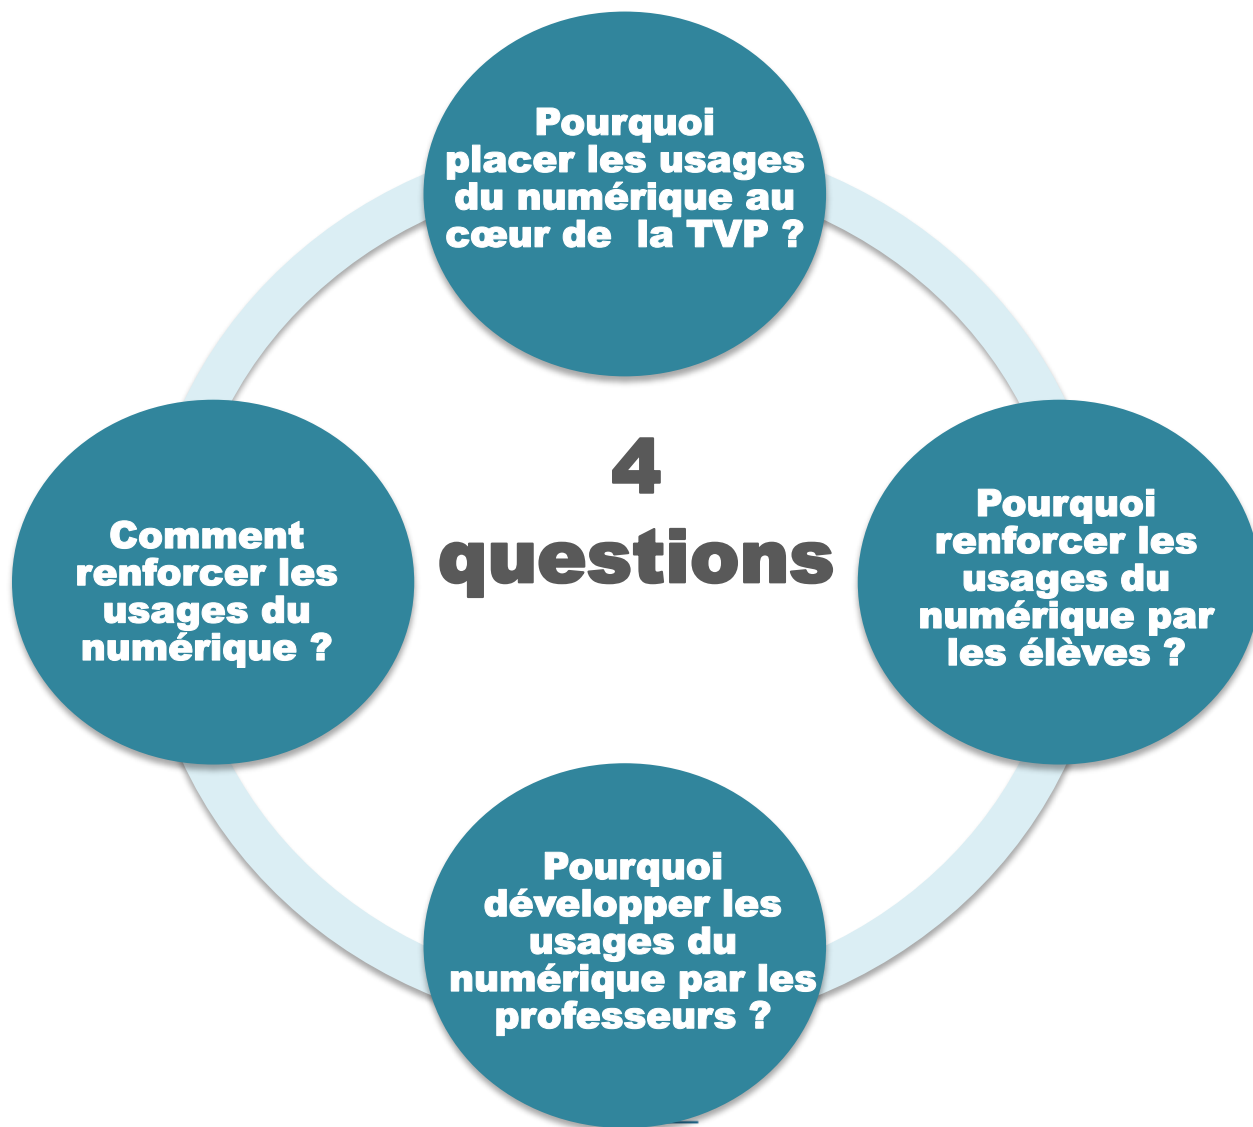 Pourquoi
placer les usages
du numérique au
cœur de  la TVP ?
4
questions
Pourquoi
renforcer les
usages du
numérique par
les élèves ?
Pourquoi
développer les
usages du
numérique par les
professeurs ?
Comment
renforcer les
usages du
numérique ?